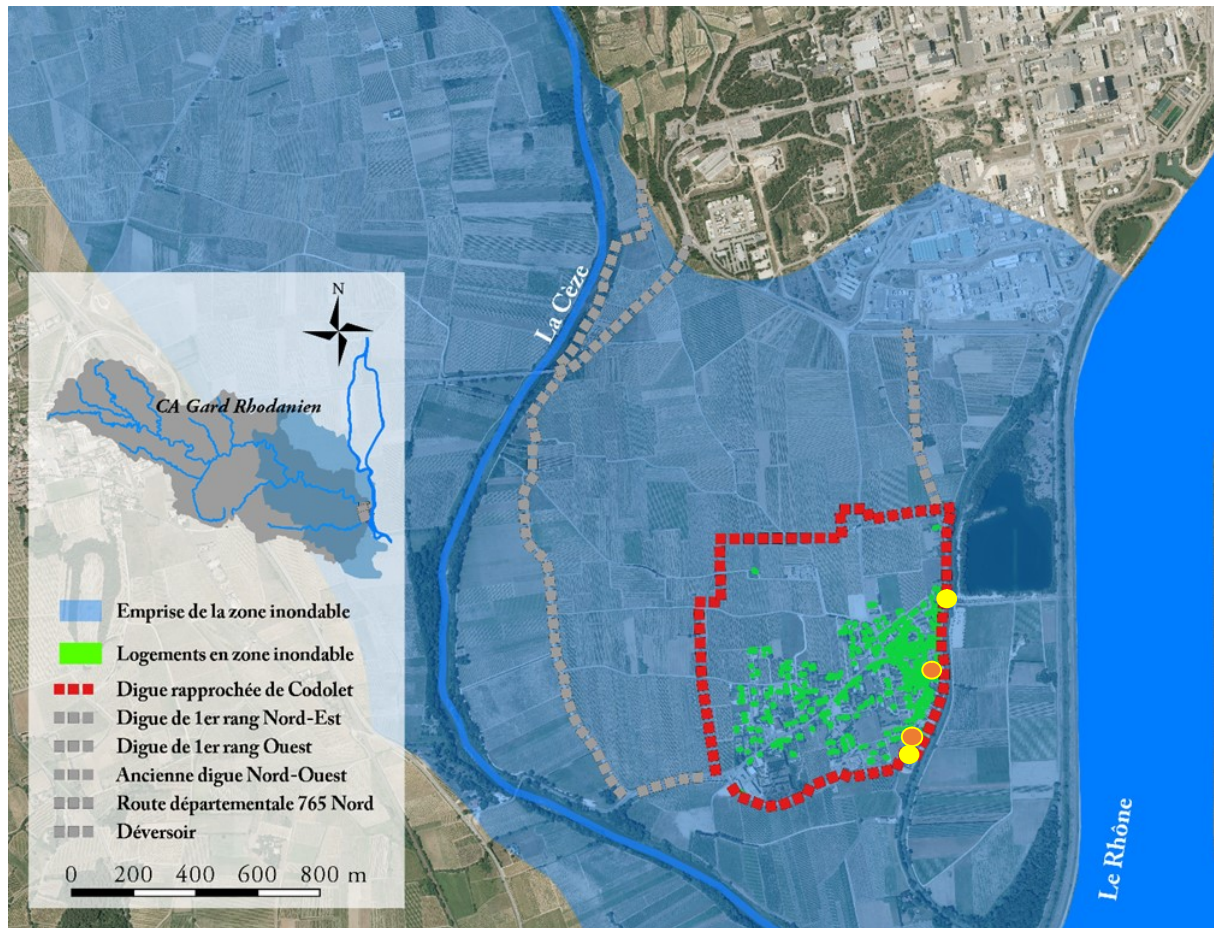 La Cèze
N
CA Gard Rhodanien
Emprise de la zone inondable
Logements en zone inondable
Digue rapprochée de Codolet
Digue de 1er rang Nord-Est
Digue de 1er rang Ouest
Ancienne digue Nord-Ouest
Route départementale 765 Nord
Déversoir
0 200 400 600 800 m
Le Rhône